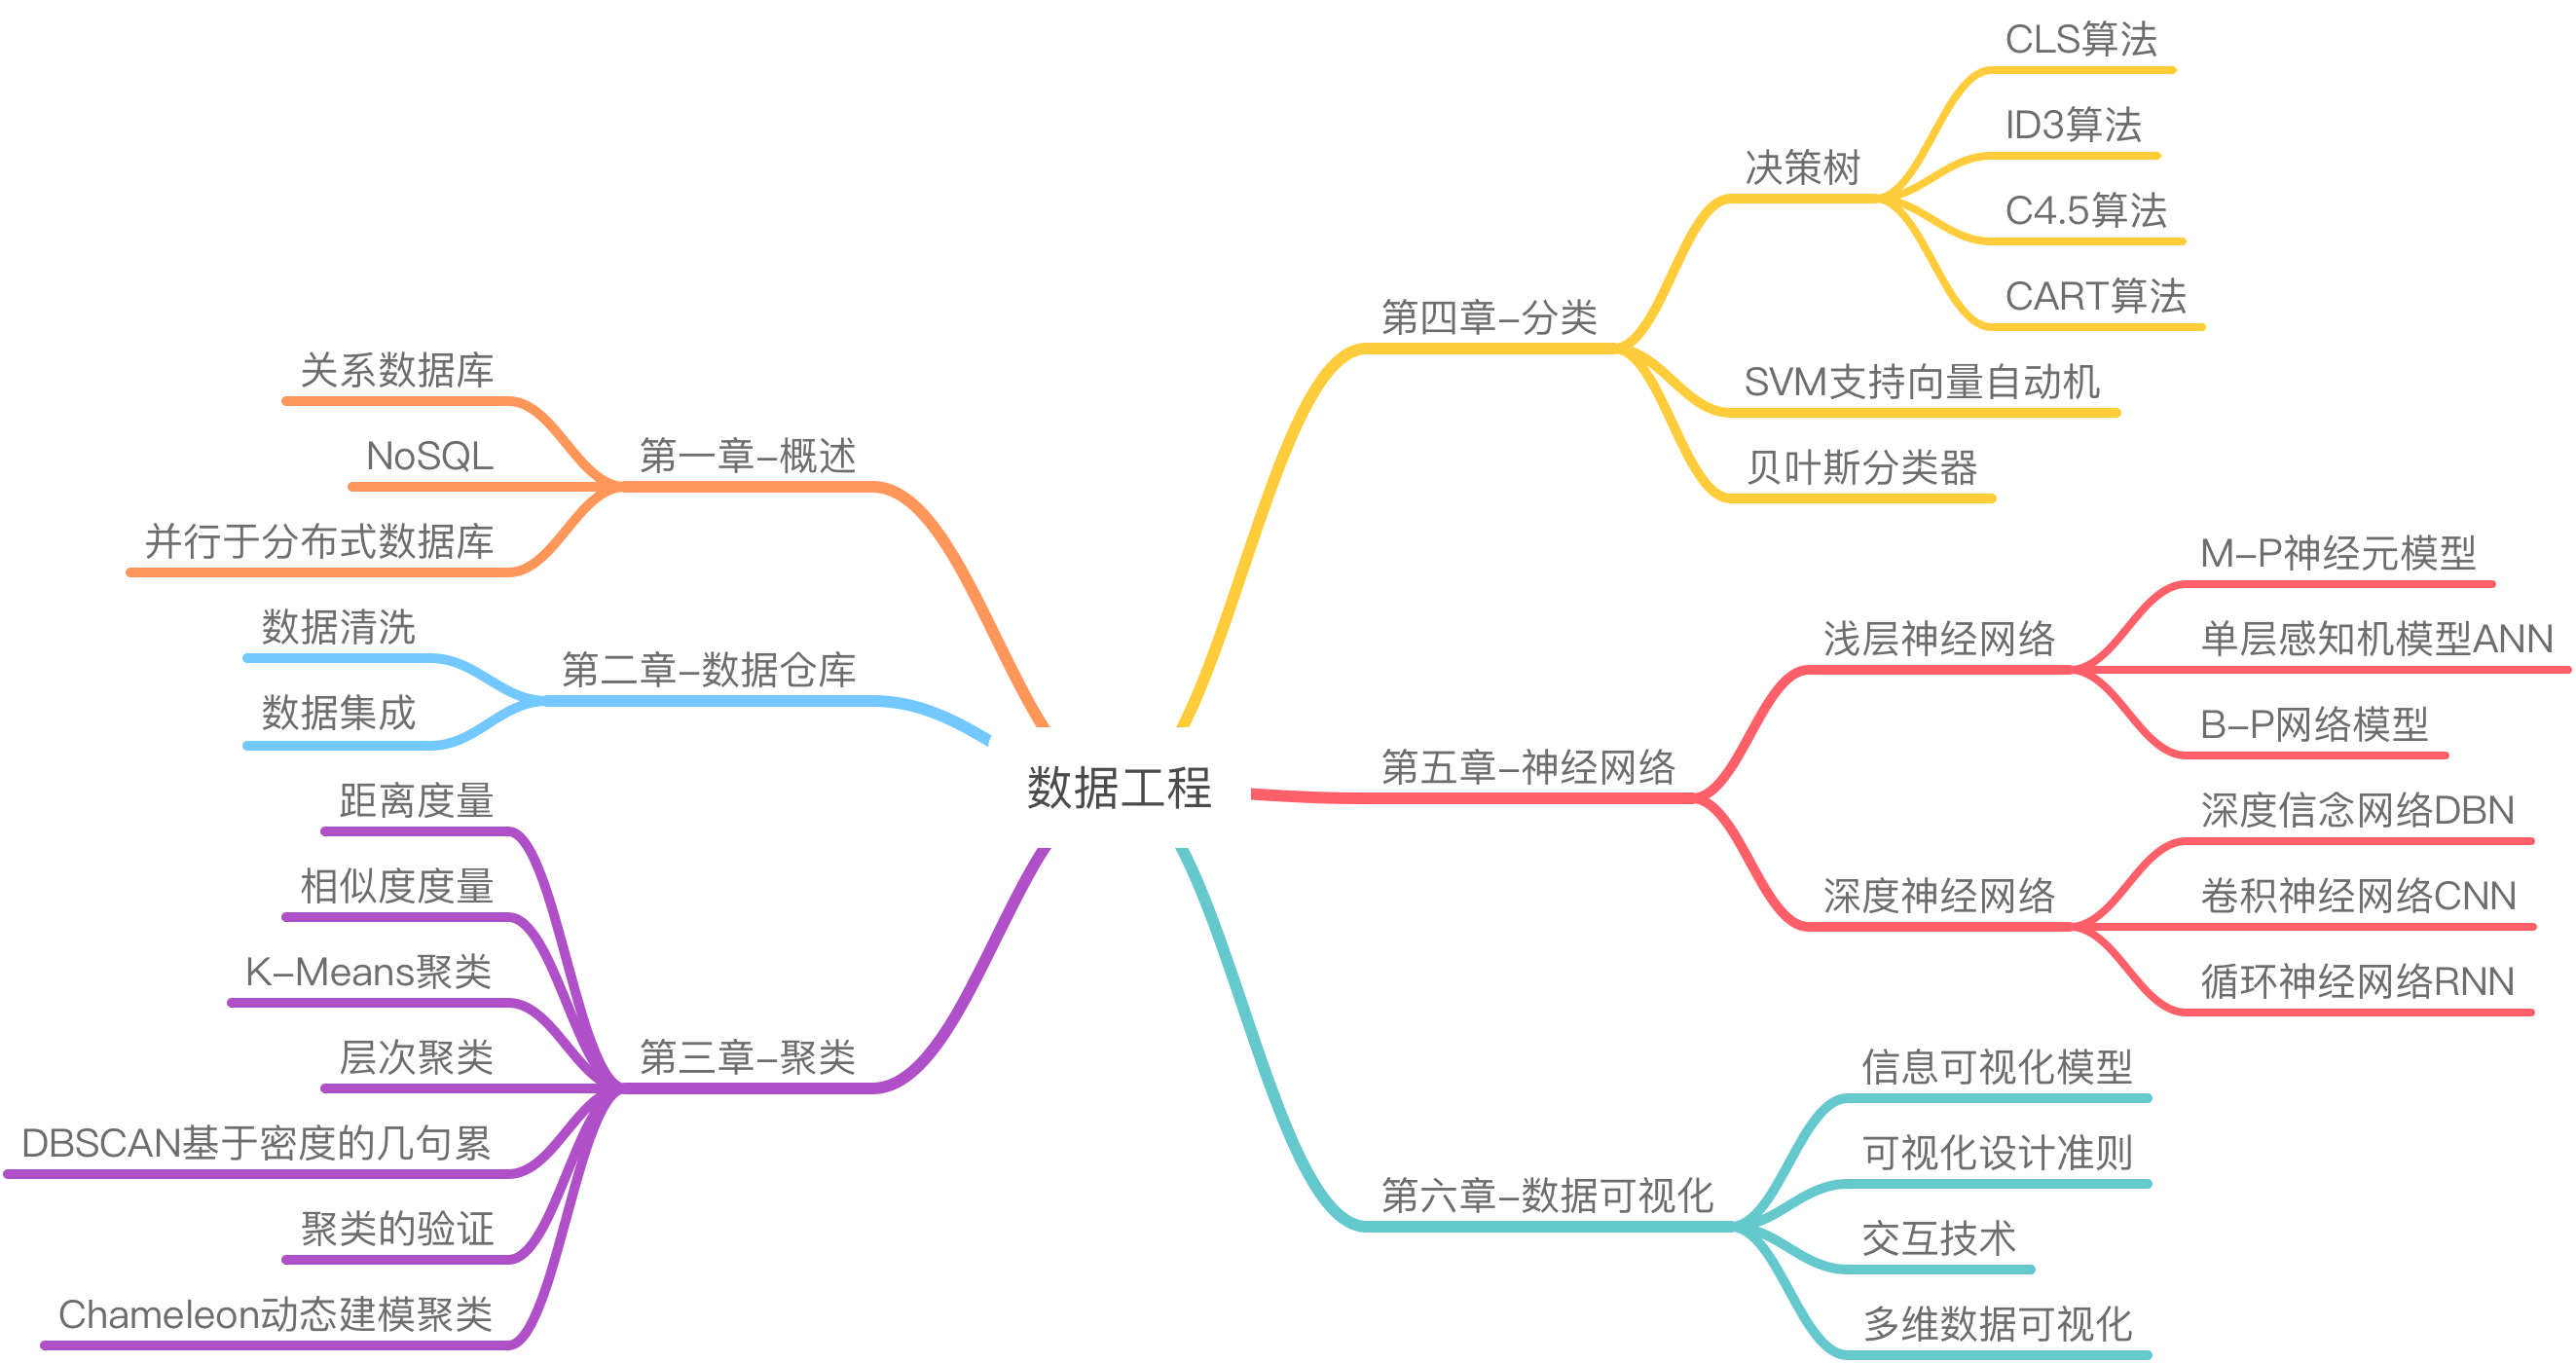 数据工程
第一章-概述
关系数据库
NoSQL
并行于分布式数据库
第二章-数据仓库
数据清洗
数据集成
第三章-聚类
距离度量
相似度度量
K-Means聚类
层次聚类
DBSCAN基于密度的几句累
聚类的验证
Chameleon动态建模聚类
第四章-分类
决策树
CLS算法
ID3算法
C4.5算法
CART算法
SVM支持向量自动机
贝叶斯分类器
第五章-神经网络
浅层神经网络
M-P神经元模型
单层感知机模型ANN
B-P网络模型
深度神经网络
深度信念网络DBN
卷积神经网络CNN
循环神经网络RNN
第六章-数据可视化
信息可视化模型
可视化设计准则
交互技术
多维数据可视化